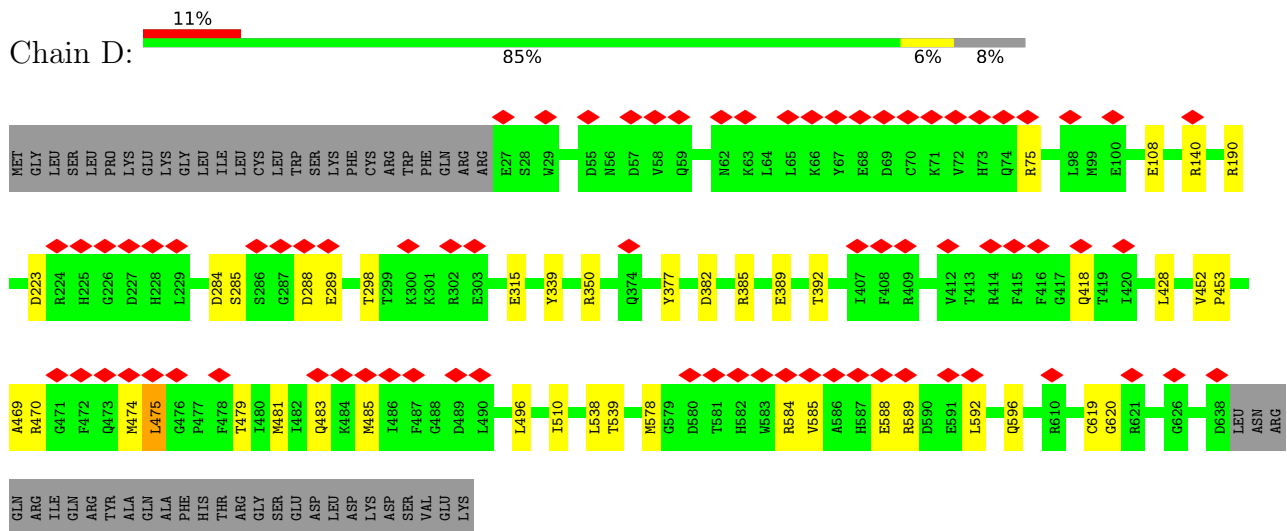 11%
Chain D:
85% 6% 8%
MET GLY LEU SER LEU PRO LYS GLU LYS GLY LEU ILE LEU CYS LEU TRP SER LYS PHE CYS ARG TRP PHE GLN ARG ARG E27 S28 W29 D55 N56 D57 V58 Q59 N62 K63 L64 L65 K66 Y67 E68 D69 C70 K71 V72 H73 Q74 R75 L98 M99 E100 E108 R140 R190
D223 R224 H225 G226 D227 H228 L229 D284 S285 S286 G287 D288 E289 T298 T299 K300 K301 R302 E303 E315 Y339 R350 Q374 Y377 D382 R385 E389 T392 I407 F408 R409 V412 T413 R414 F415 F416 G417 Q418 T419 I420 L428 V452 P453
A469 R470 G471 F472 Q473 M474 L475 G476 P477 F478 T479 I480 M481 I482 Q483 K484 M485 I486 F487 G488 D489 L490 L496 I510 L538 T539 M578 G579 D580 T581 H582 W583 R584 V585 A586 H587 E588 R589 D590 E591 L592 Q596 R610 C619 G620 R621 G626 D638 LEU ASN ARG
GLN ARG ILE GLN ARG TYR ALA GLN ALA PHE HIS THR ARG GLY SER GLU ASP LEU ASP LYS ASP SER VAL GLU LYS